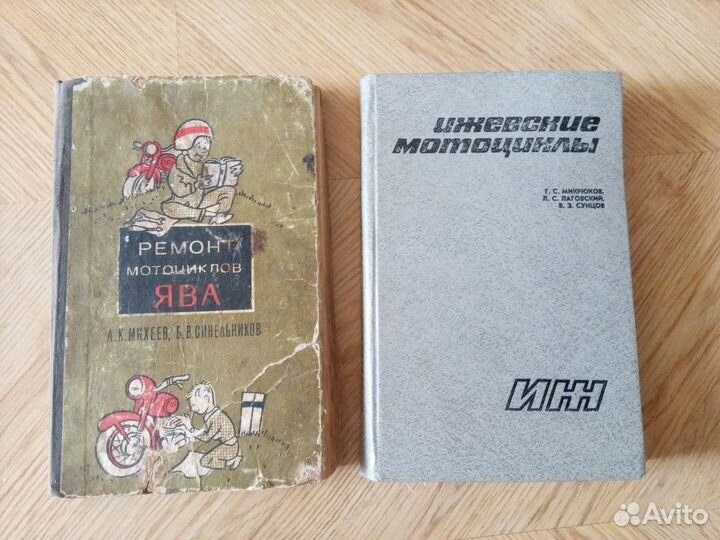 РЕМОНТ
МОТОЦИКЛОВ
ЯВА
Л.К.МИХЕЕВ, Б.В.СИНЕЛЬНИКОВ
ИЖЕВСКИЕ
МОТОЦИКЛЫ
Г. С. МИКРЮКОВ,
Л. С. ЛАГОВСКИЙ,
В. З. СУНЦОВ
ИЖ
Avito